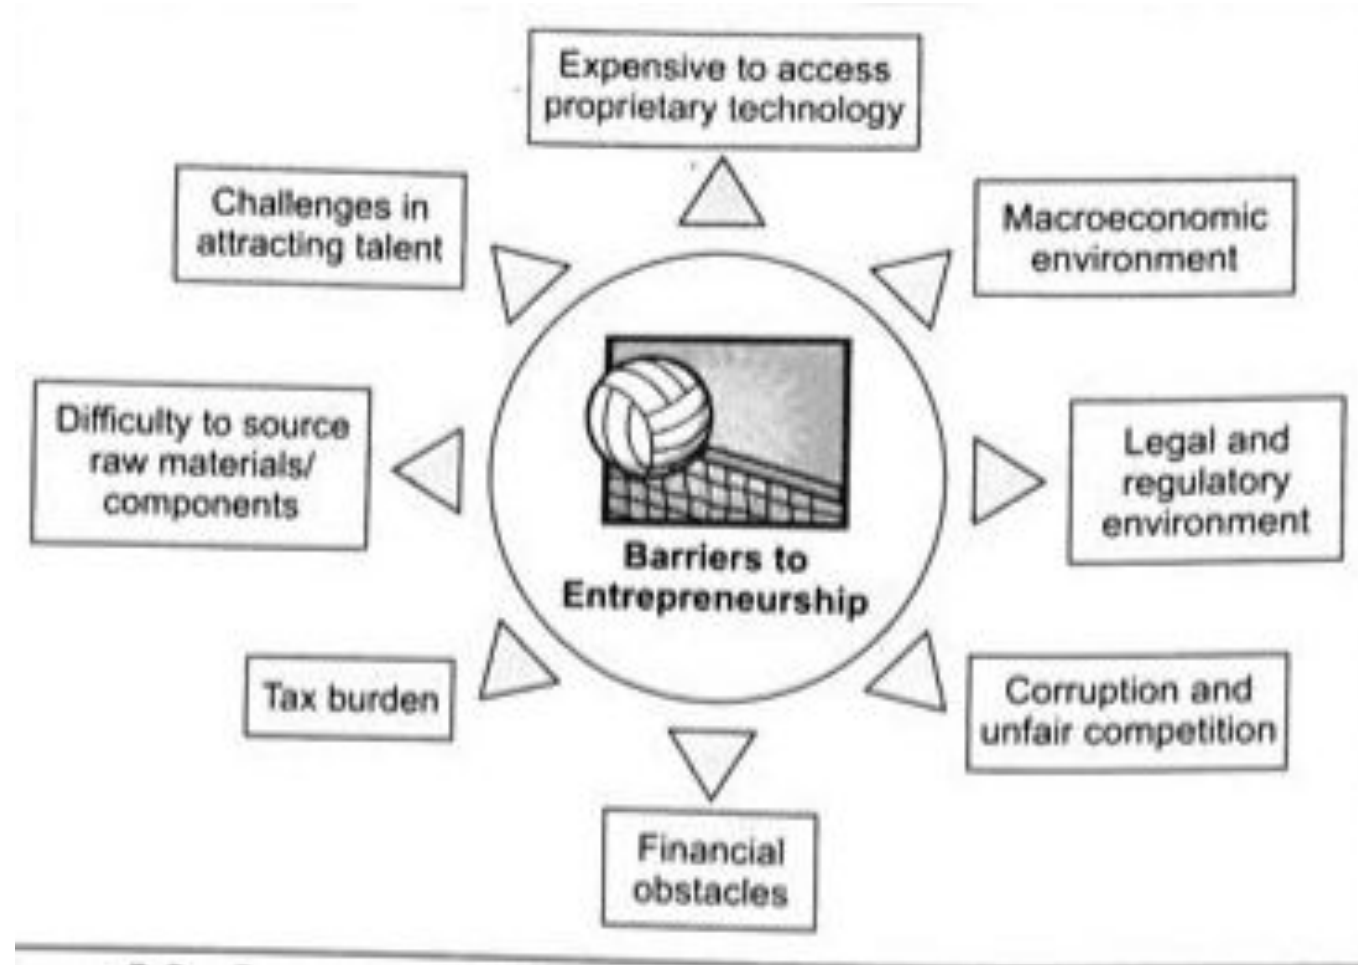 Expensive to access
proprietary technology
Challenges in
attracting talent
Macroeconomic
environment
Difficulty to source
raw materials/
components
Legal and
regulatory
environment
Barriers to
Entrepreneurship
Tax burden
Corruption and
unfair competition
Financial
obstacles